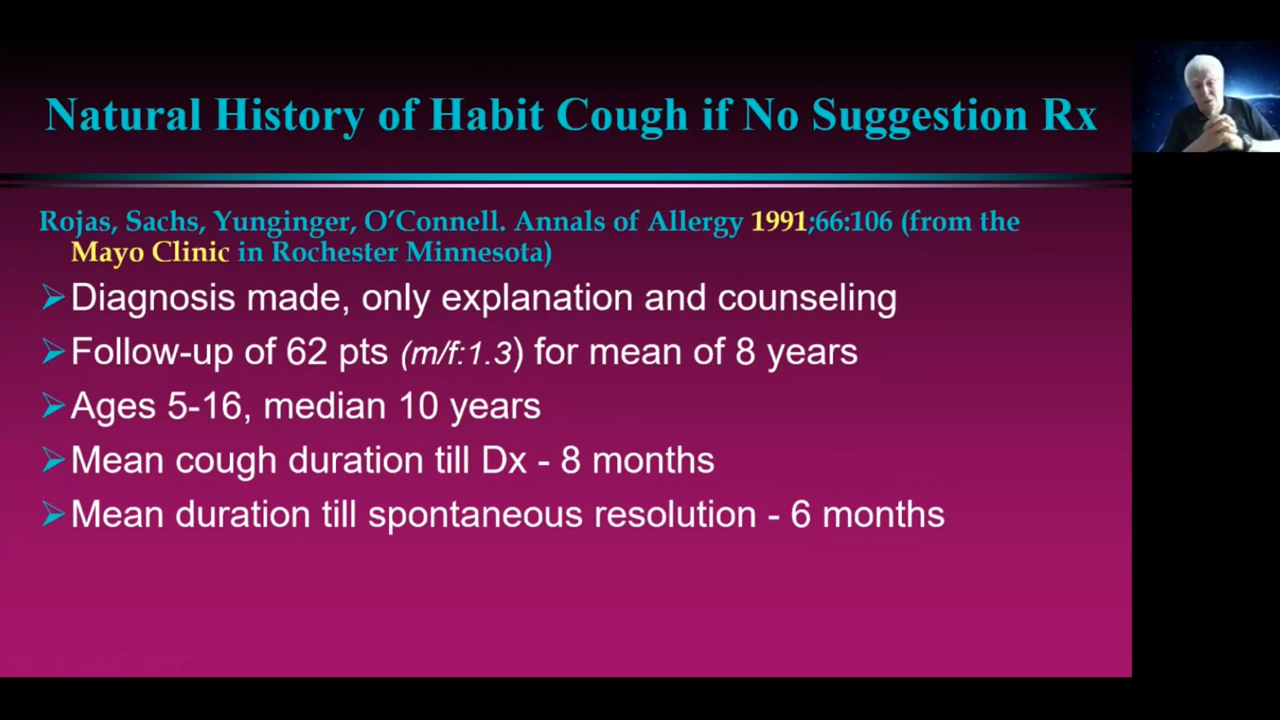 Natural History of Habit Cough if No Suggestion Rx
Rojas, Sachs, Yunginger, O’Connell. Annals of Allergy 1991;66:106 (from the
Mayo Clinic in Rochester Minnesota)
Diagnosis made, only explanation and counseling
Follow-up of 62 pts (m/f:1.3) for mean of 8 years
Ages 5-16, median 10 years
Mean cough duration till Dx - 8 months
Mean duration till spontaneous resolution - 6 months